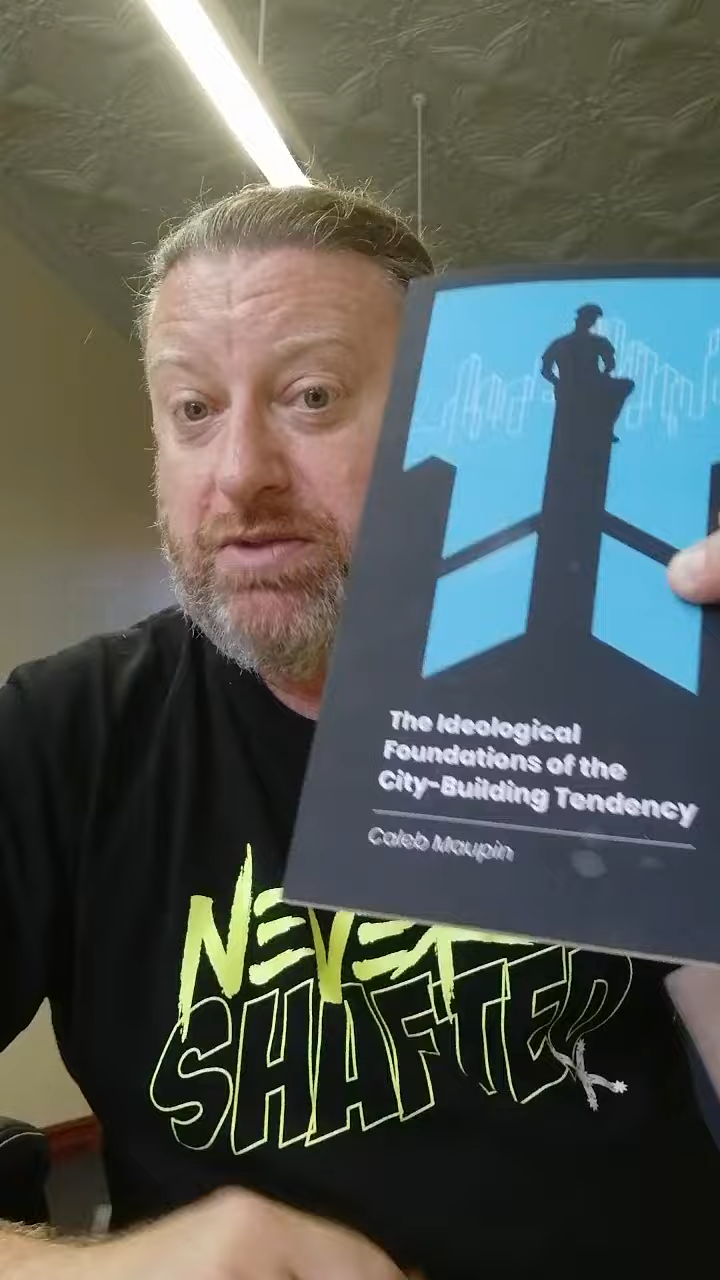 The Ideological
Foundations of the
City-Building Tendency
Caleb Maupin
NEVER
SHAFTED